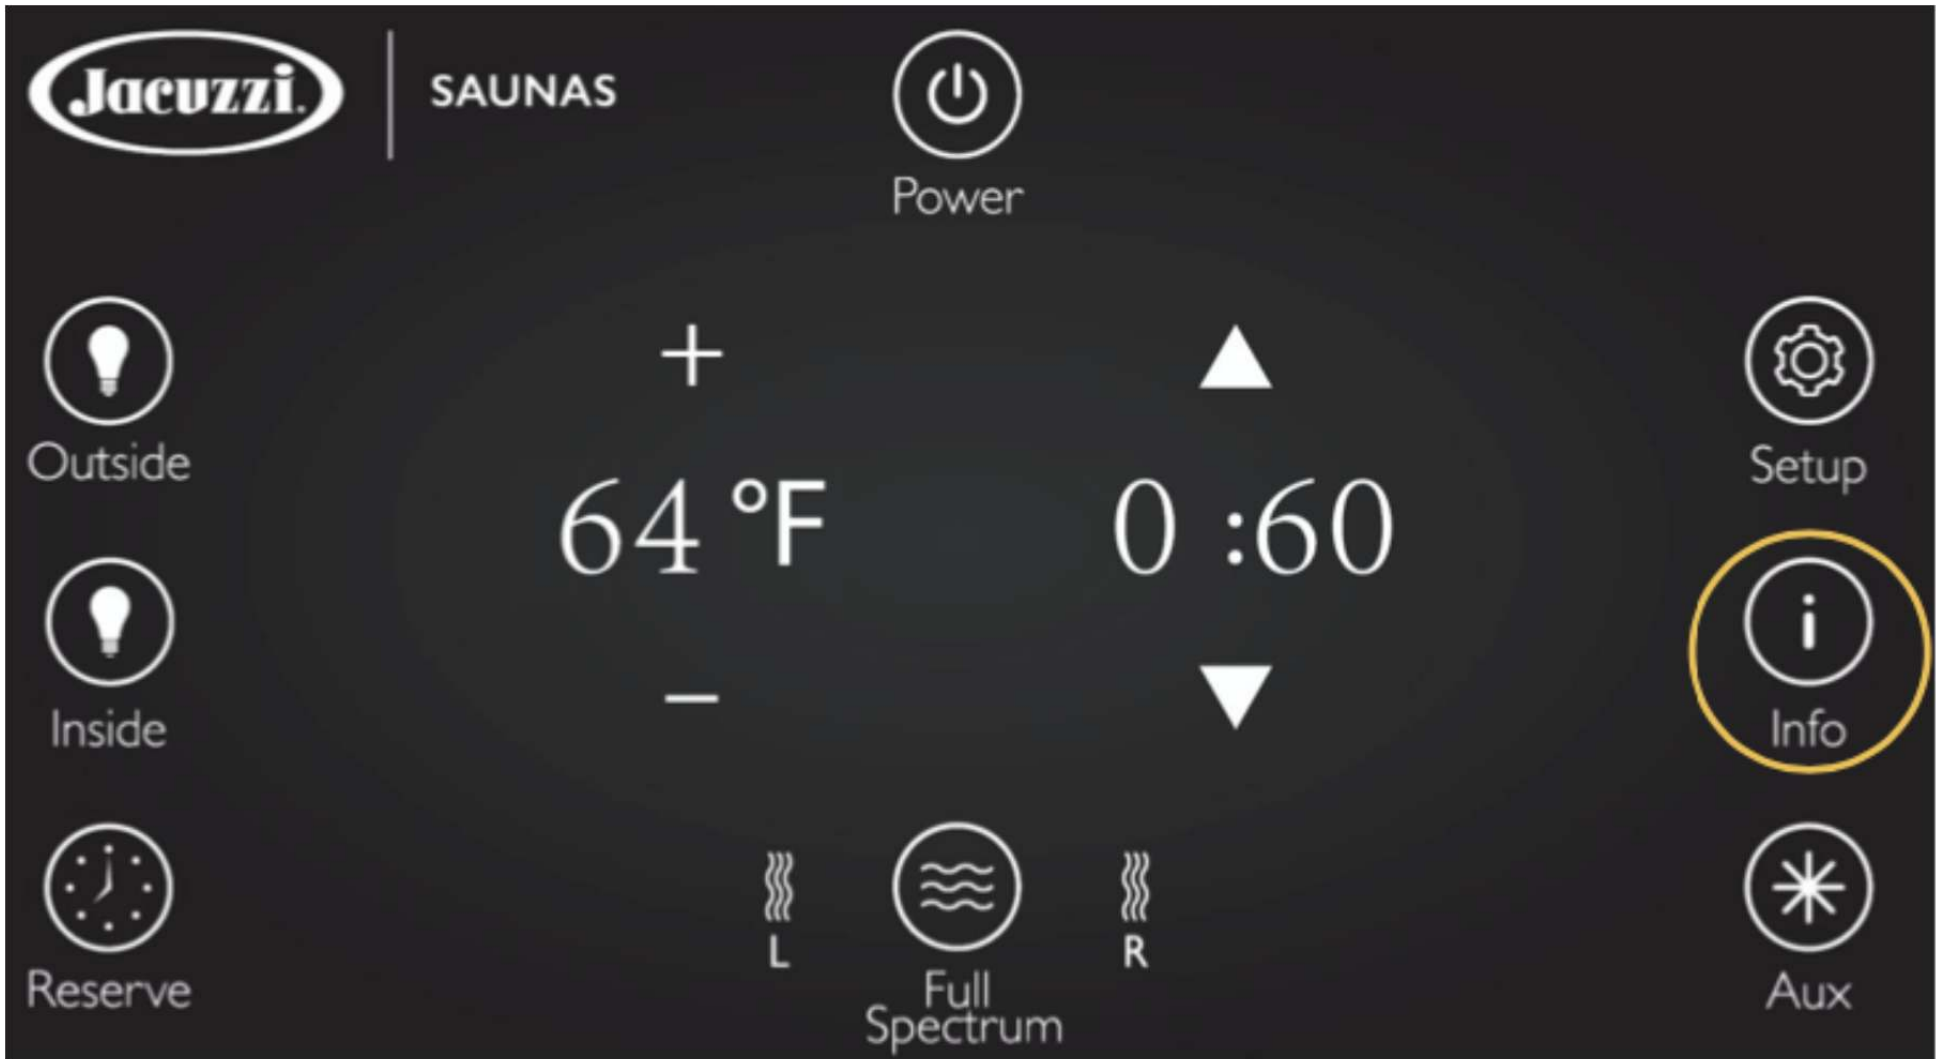 Jacuzzi.
SAUNAS
Power
Outside
Setup
+
64 °F
0 :60
−
Inside
i
Info
L
R
Reserve
Full
Spectrum
Aux